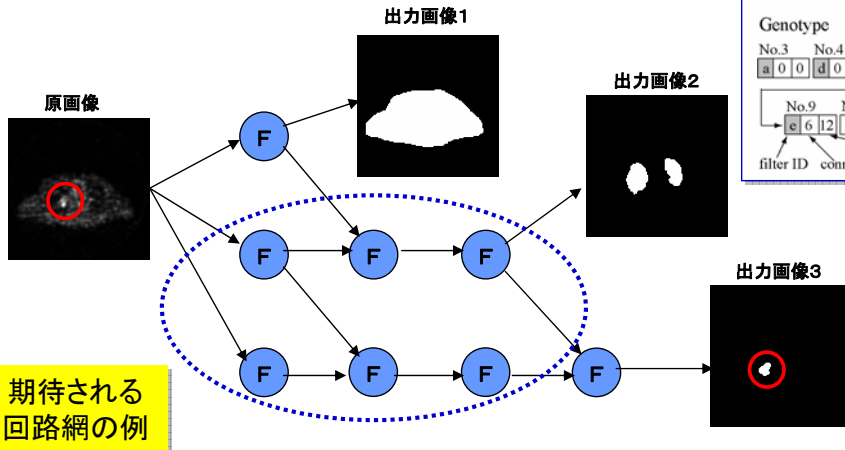 出力画像1
Genotype
No.3 No.4
a 0 0 d 0
原画像
出力画像2
No.9
e 6 12
filter ID
F
F F F
出力画像3
F F F F
期待される
回路網の例